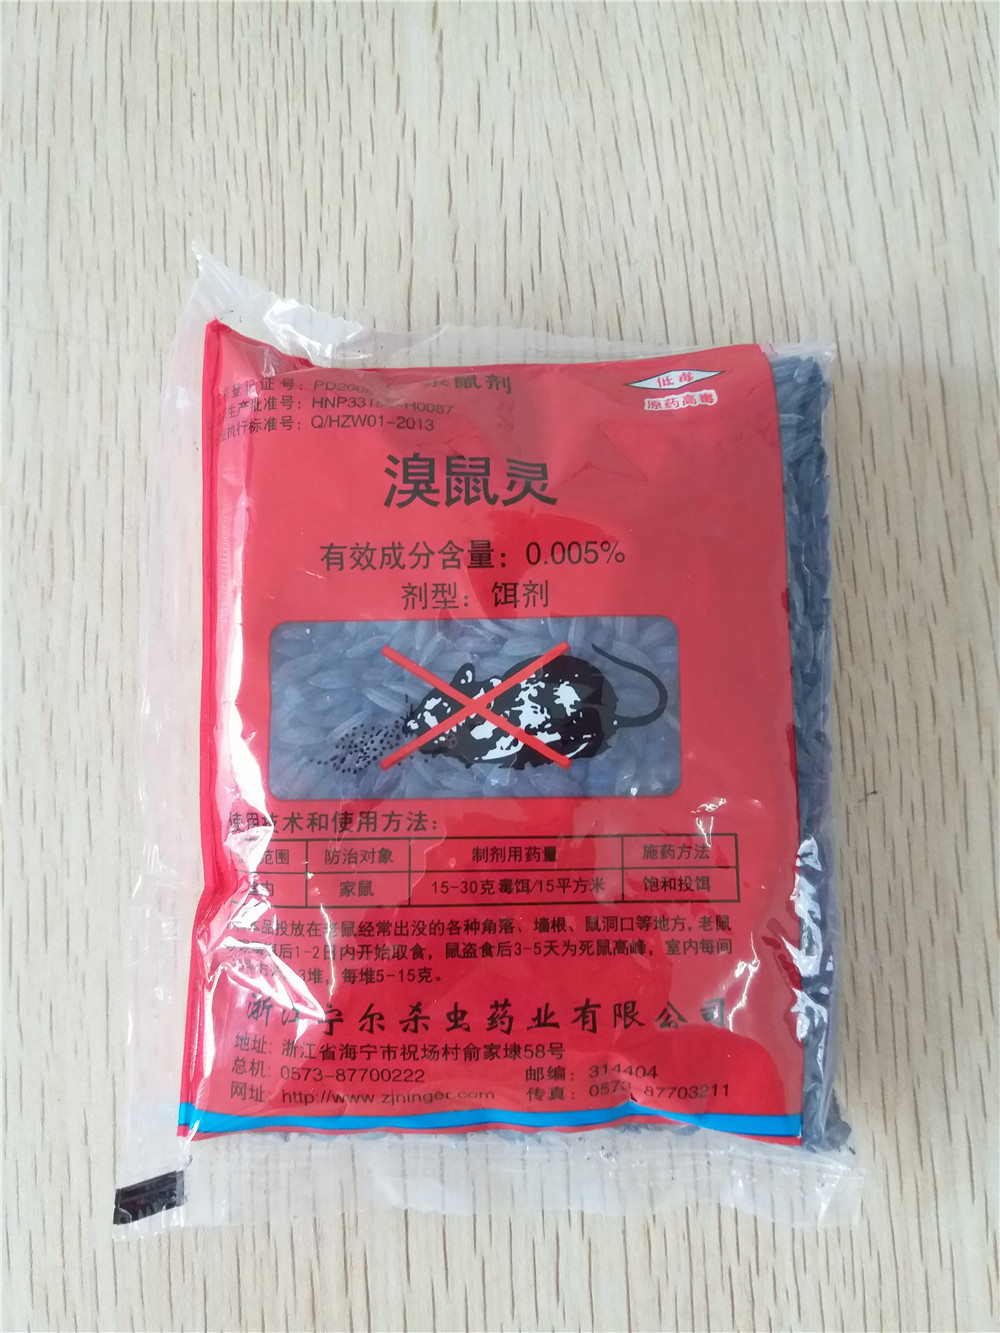 登记证号: PD200 杀鼠剂
生产批准号: HNP331 -H0087
执行标准号: Q/HZW01-2013
低毒
原药高毒
溴鼠灵
有效成分含量: 0.005%
剂型: 饵剂
使用技术和使用方法:
范围 防治对象 制剂用药量 施药方法
内 家鼠 15-30克毒饵/15平方米 饱和投饵
本品投放在老鼠经常出没的各种角落、墙根、鼠洞口等地方, 老鼠
后1-2日内开始取食, 鼠盗食后3-5天为死鼠高峰, 室内每间
3堆, 每堆5-15克。
浙江宁尔杀虫药业有限公司
地址: 浙江省海宁市祝场村俞家埭58号
总机: 0573-87700222 邮编: 314404
网址: http://www.zjninger.com 传真: 0573-87703211